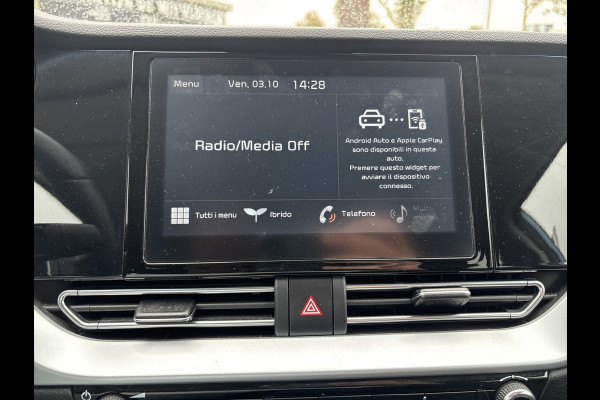 Menu Ven. 03.10 14:28
Radio/Media Off
Android Auto e Apple CarPlay
sono disponibili in questa
auto.
Premere questo widget per
avviare il dispositivo
connesso.
Tutti i menu Ibrido Telefono